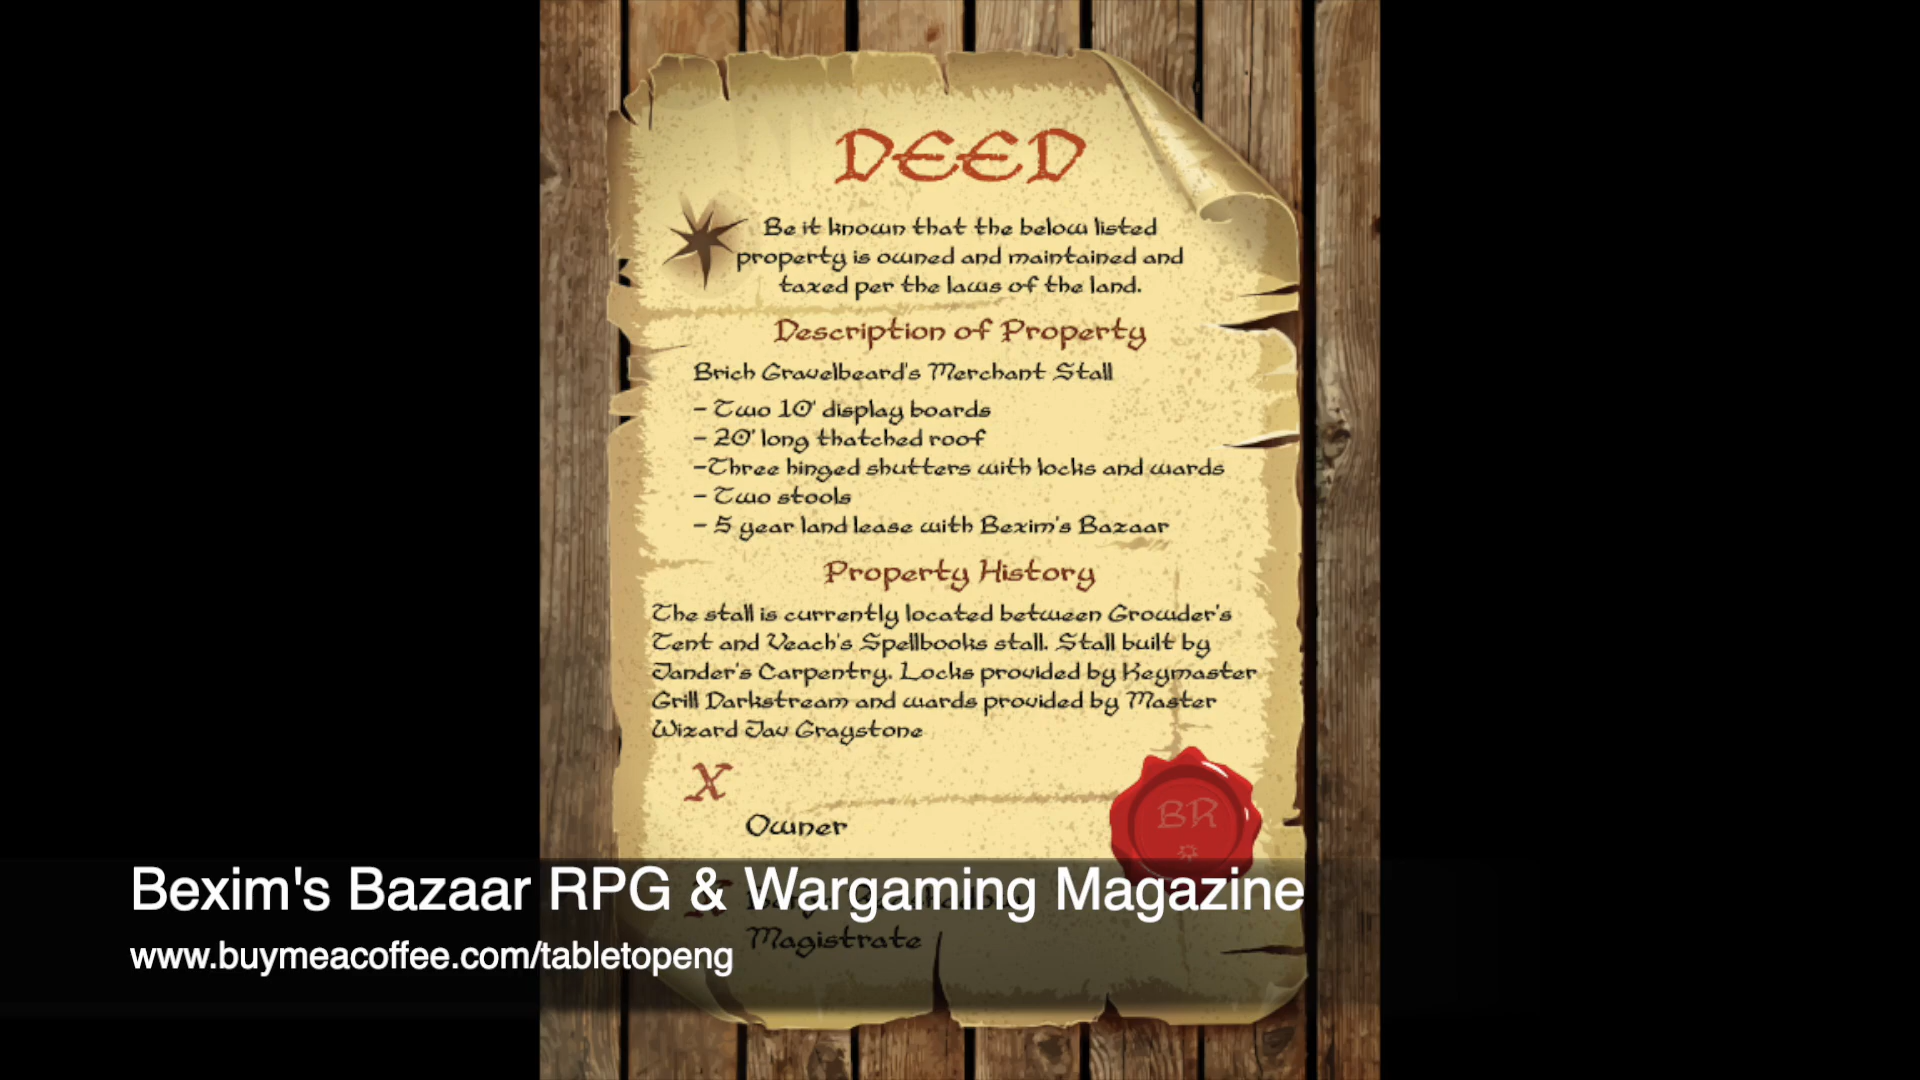 DEED
Be it known that the below listed
property is owned and maintained and
taxed per the laws of the land.
Description of Property
Brich Gravelbeard's Merchant Stall
- Two 10' display boards
- 20' long thatched roof
-Three hinged shutters with locks and wards
- Two stools
- 5 year land lease with Bexim's Bazaar
Property History
The stall is currently located between Growder's
Tent and Veach's Spellbooks stall. Stall built by
Jander's Carpentry. Locks provided by Keymaster
Grill Darkstream and wards provided by Master
Wizard Jav Graystone
X
Owner
BR
X
Magistrate
Bexim's Bazaar RPG & Wargaming Magazine
www.buymeacoffee.com/tabletopeng